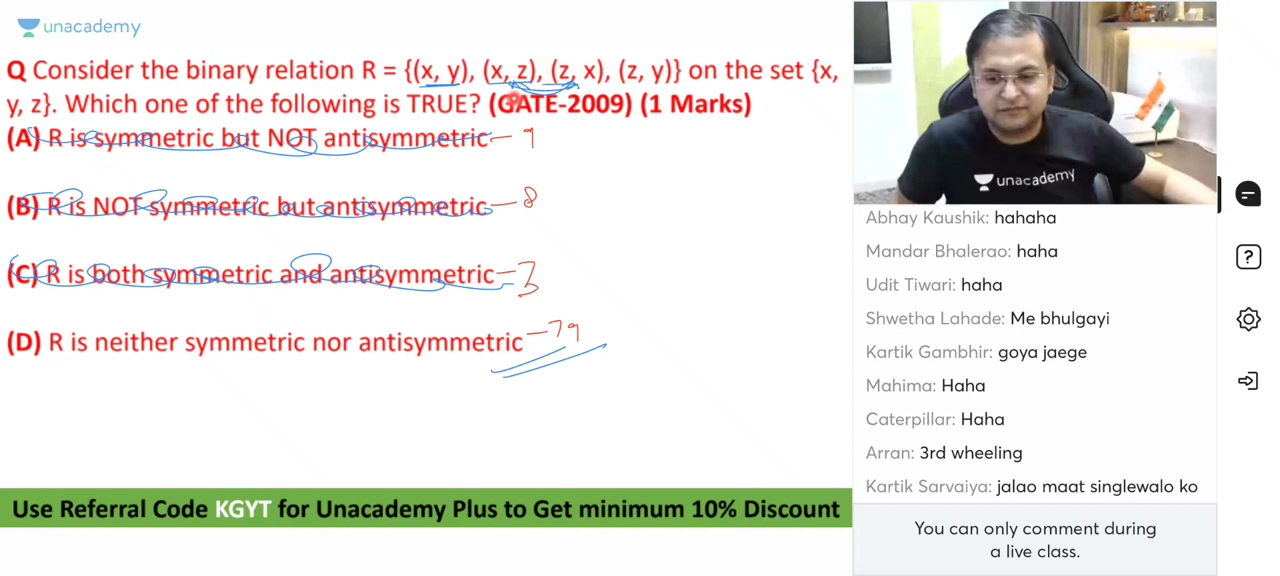 unacademy
Q Consider the binary relation R = {(x, y), (x, z), (z, x), (z, y)} on the set {x,
y, z}. Which one of the following is TRUE? (GATE-2009) (1 Marks)
(A) R is symmetric but NOT antisymmetric - 9
(B) R is NOT symmetric but antisymmetric - 8
(C) R is both symmetric and antisymmetric - 3
(D) R is neither symmetric nor antisymmetric - 79
Use Referral Code KGYT for Unacademy Plus to Get minimum 10% Discount
unacademy
Abhay Kaushik: hahaha
Mandar Bhalerao: haha
Udit Tiwari: haha
Shwetha Lahade: Me bhulgayi
Kartik Gambhir: goya jaege
Mahima: Haha
Caterpillar: Haha
Arran: 3rd wheeling
Kartik Sarvaiya: jalao maat singlewalo ko
You can only comment during
a live class.
?